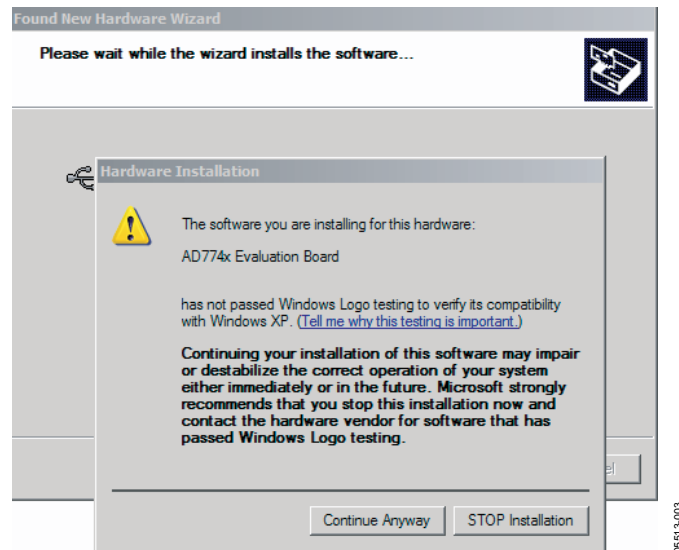 Found New Hardware Wizard
Please wait while the wizard installs the software...
Hardware Installation
The software you are installing for this hardware:
AD774x Evaluation Board
has not passed Windows Logo testing to verify its compatibility
with Windows XP. (Tell me why this testing is important.)
Continuing your installation of this software may impair
or destabilize the correct operation of your system
either immediately or in the future. Microsoft strongly
recommends that you stop this installation now and
contact the hardware vendor for software that has
passed Windows Logo testing.
Continue Anyway
STOP Installation